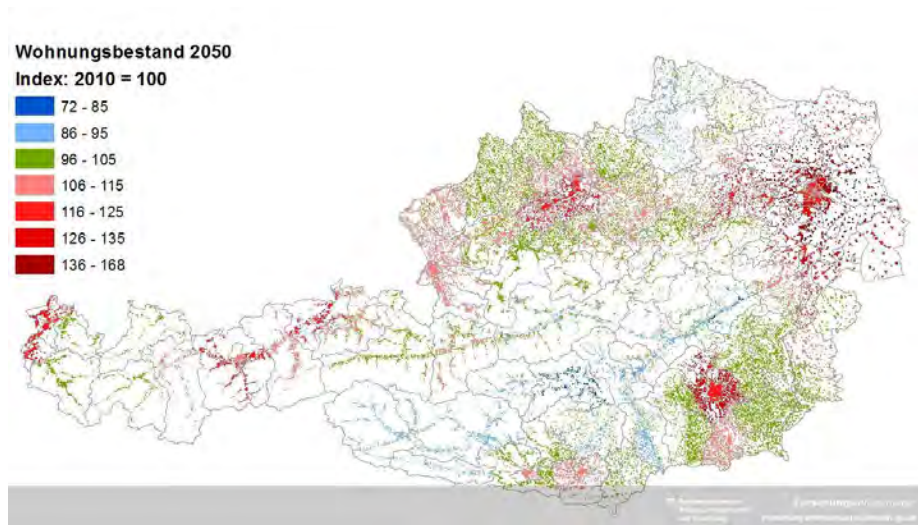 Wohnungsbestand 2050
Index: 2010 = 100
72 - 85
86 - 95
96 - 105
106 - 115
116 - 125
126 - 135
136 - 168